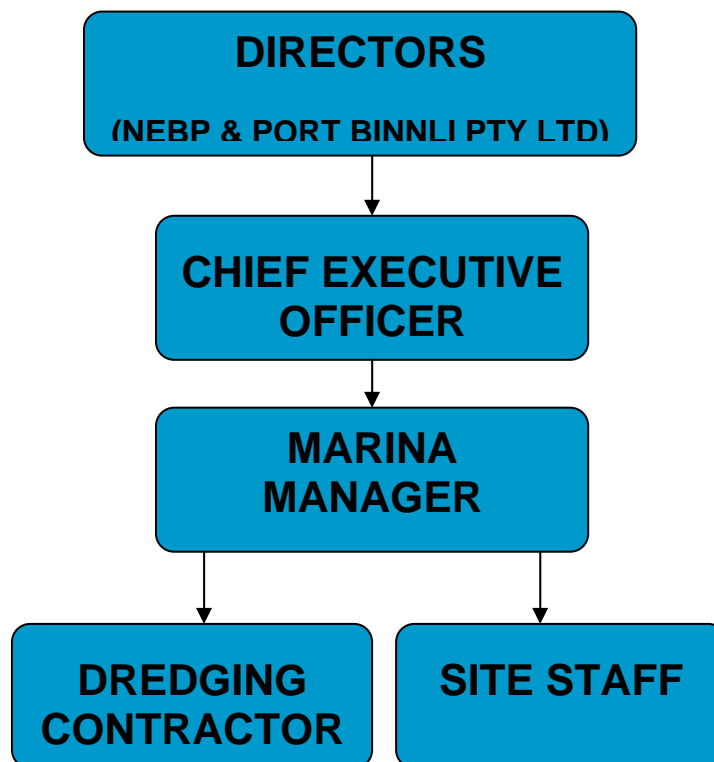 DIRECTORS
(NEBP & PORT BINNLI PTY LTD)
CHIEF EXECUTIVE
OFFICER
MARINA
MANAGER
DREDGING
CONTRACTOR
SITE STAFF